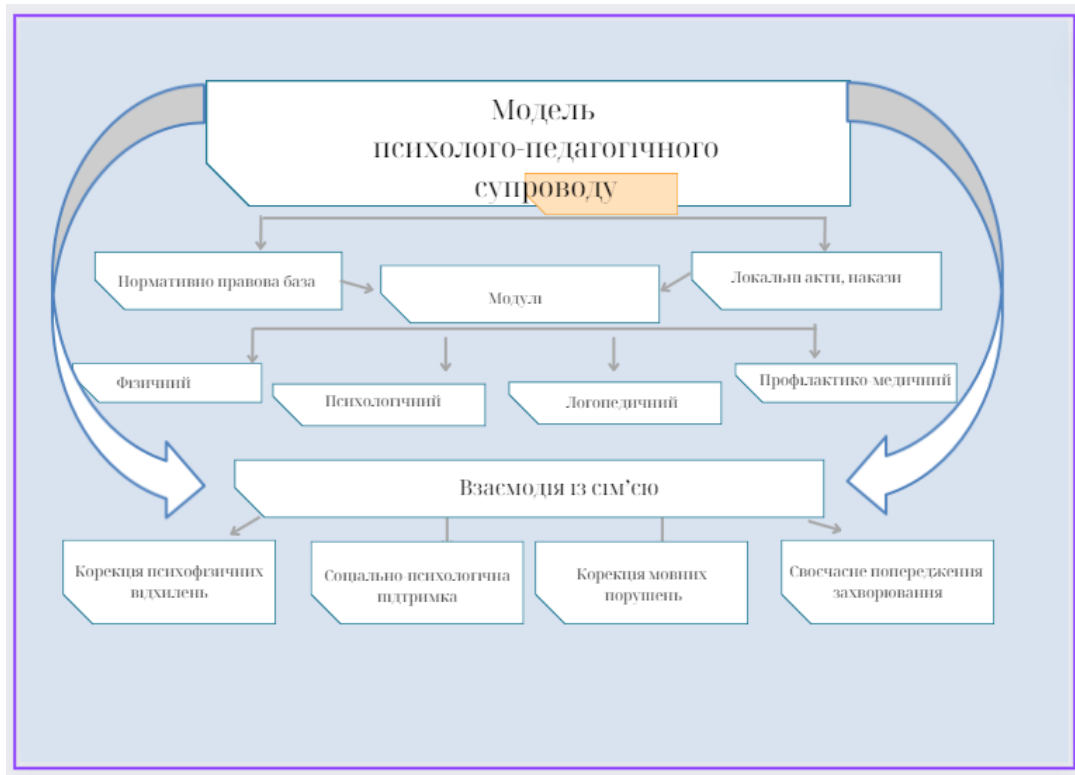 Модель
психолого-педагогічного
супроводу
Нормативно правова база
Модулі
Локальні акти, накази
Фізичний
Психологічний
Логопедичний
Профілактико-медичний
Взаємодія із сім’єю
Корекція психофізичних
відхилень
Соціально-психологічна
підтримка
Корекція мовних
порушень
Своєчасне попередження
захворювання